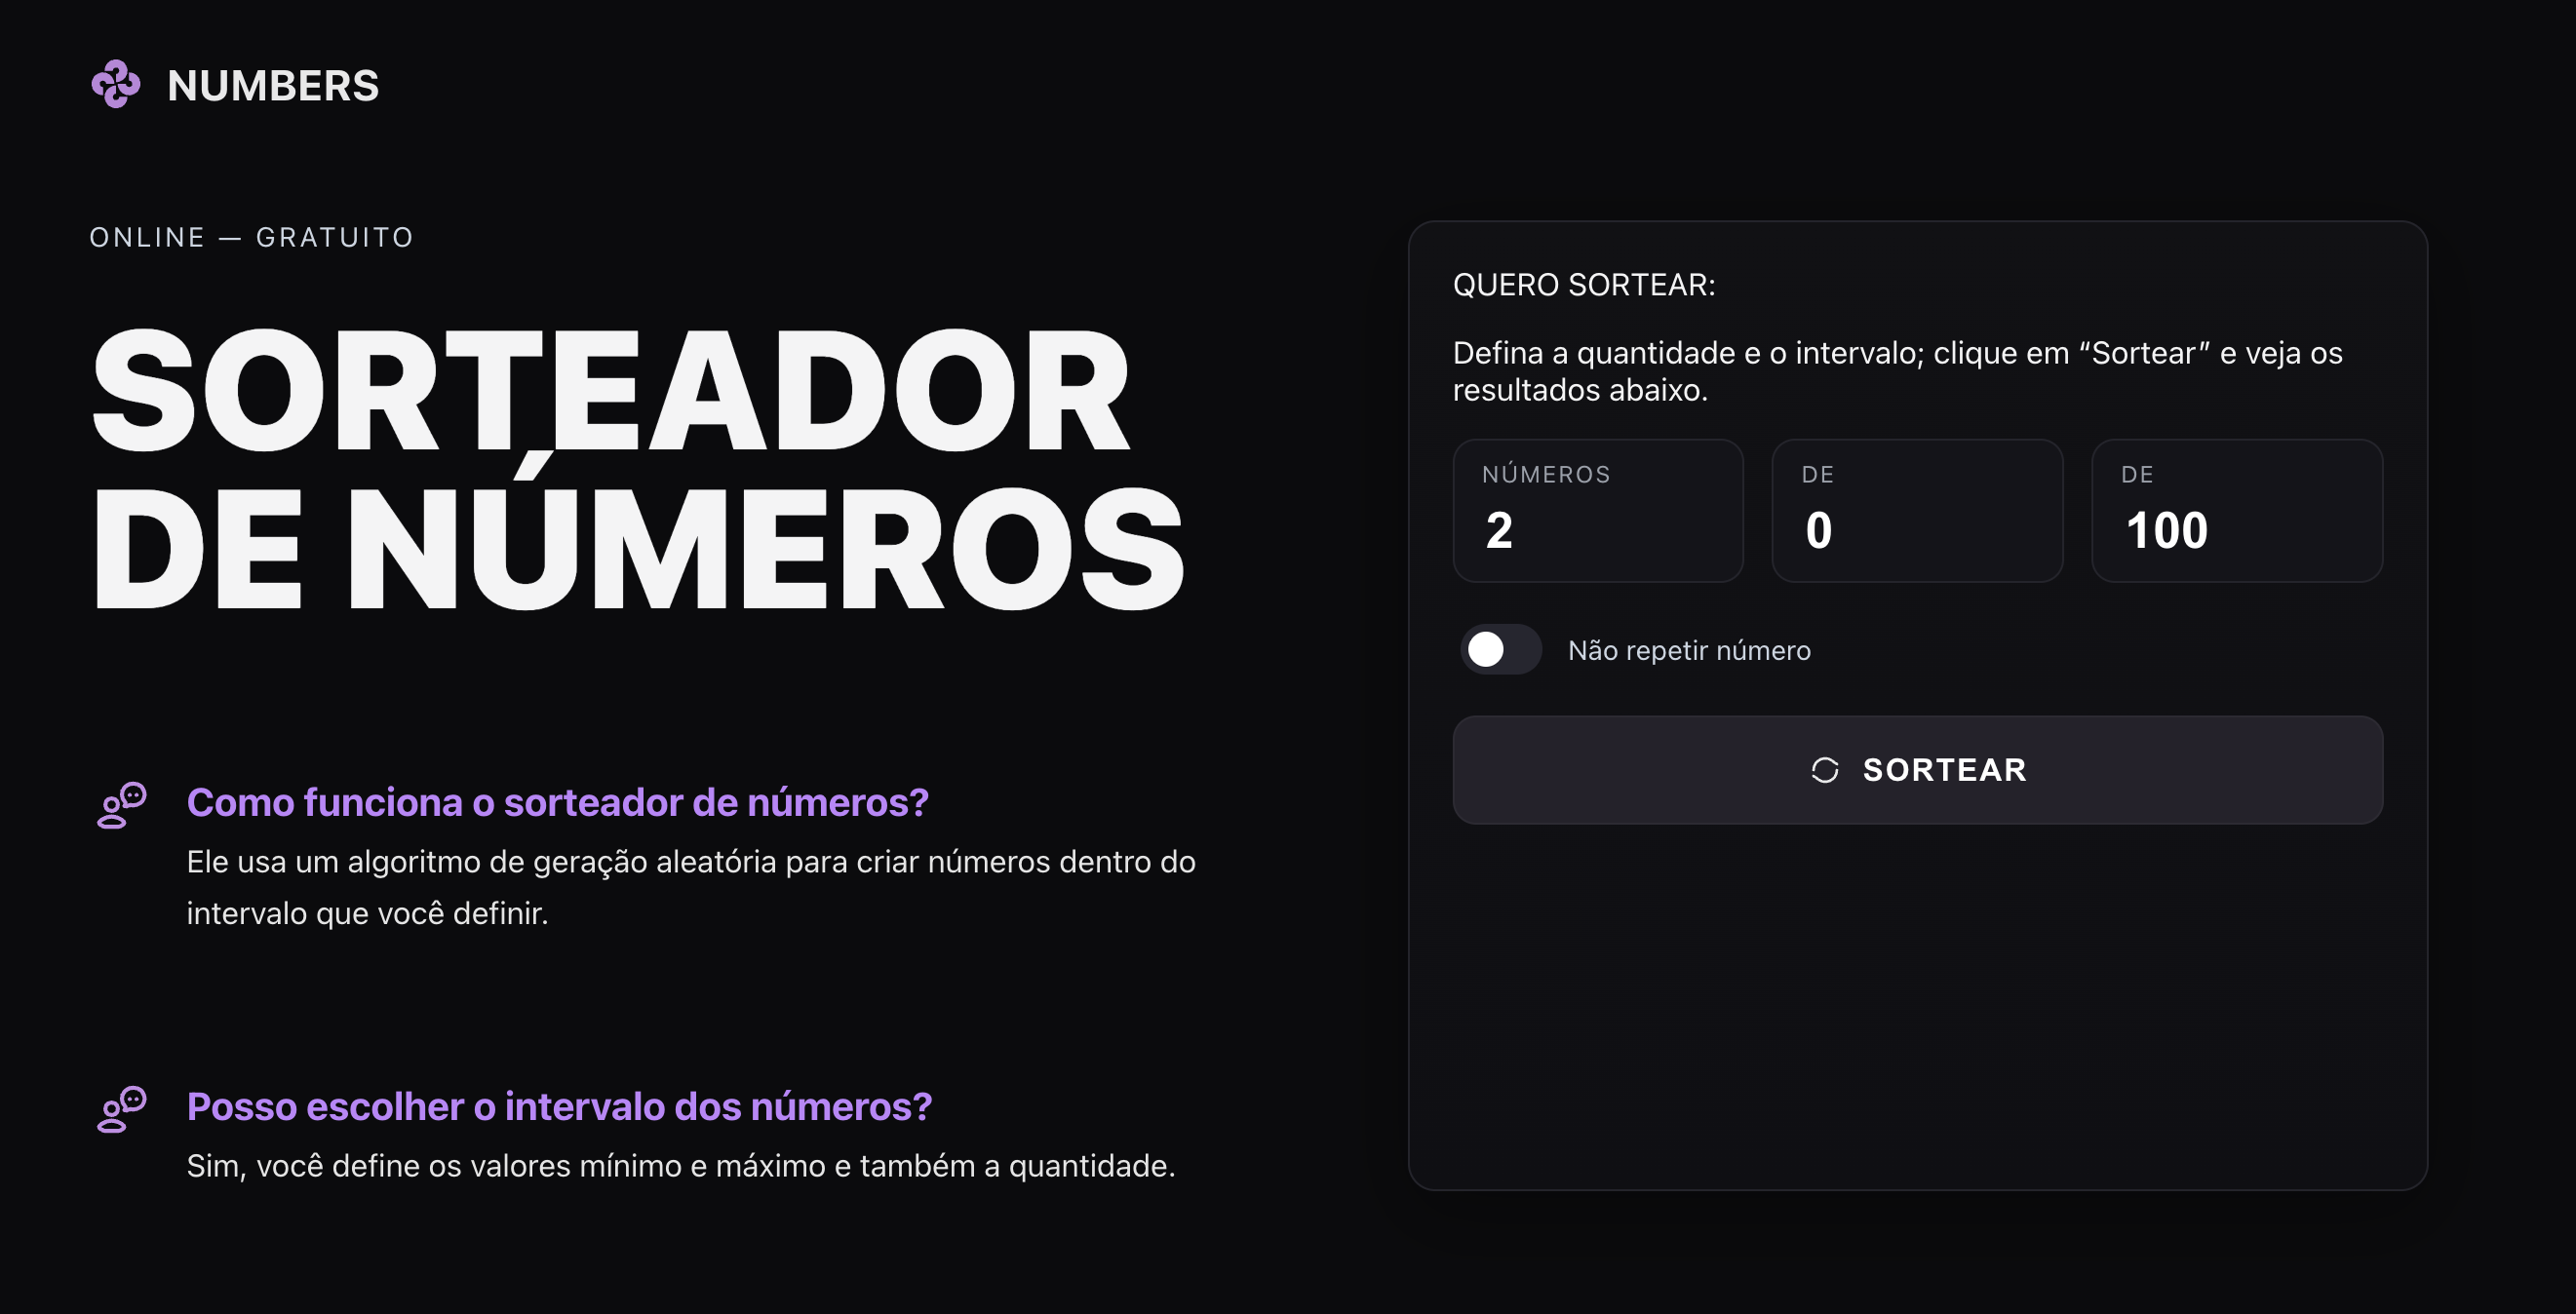 NUMBERS
ONLINE — GRATUITO
SORTEADOR
DE NÚMEROS
Como funciona o sorteador de números?
Ele usa um algoritmo de geração aleatória para criar números dentro do
intervalo que você definir.
Posso escolher o intervalo dos números?
Sim, você define os valores mínimo e máximo e também a quantidade.
QUERO SORTEAR:
Defina a quantidade e o intervalo; clique em “Sortear” e veja os
resultados abaixo.
NÚMEROS
2
DE
0
DE
100
Não repetir número
SORTEAR